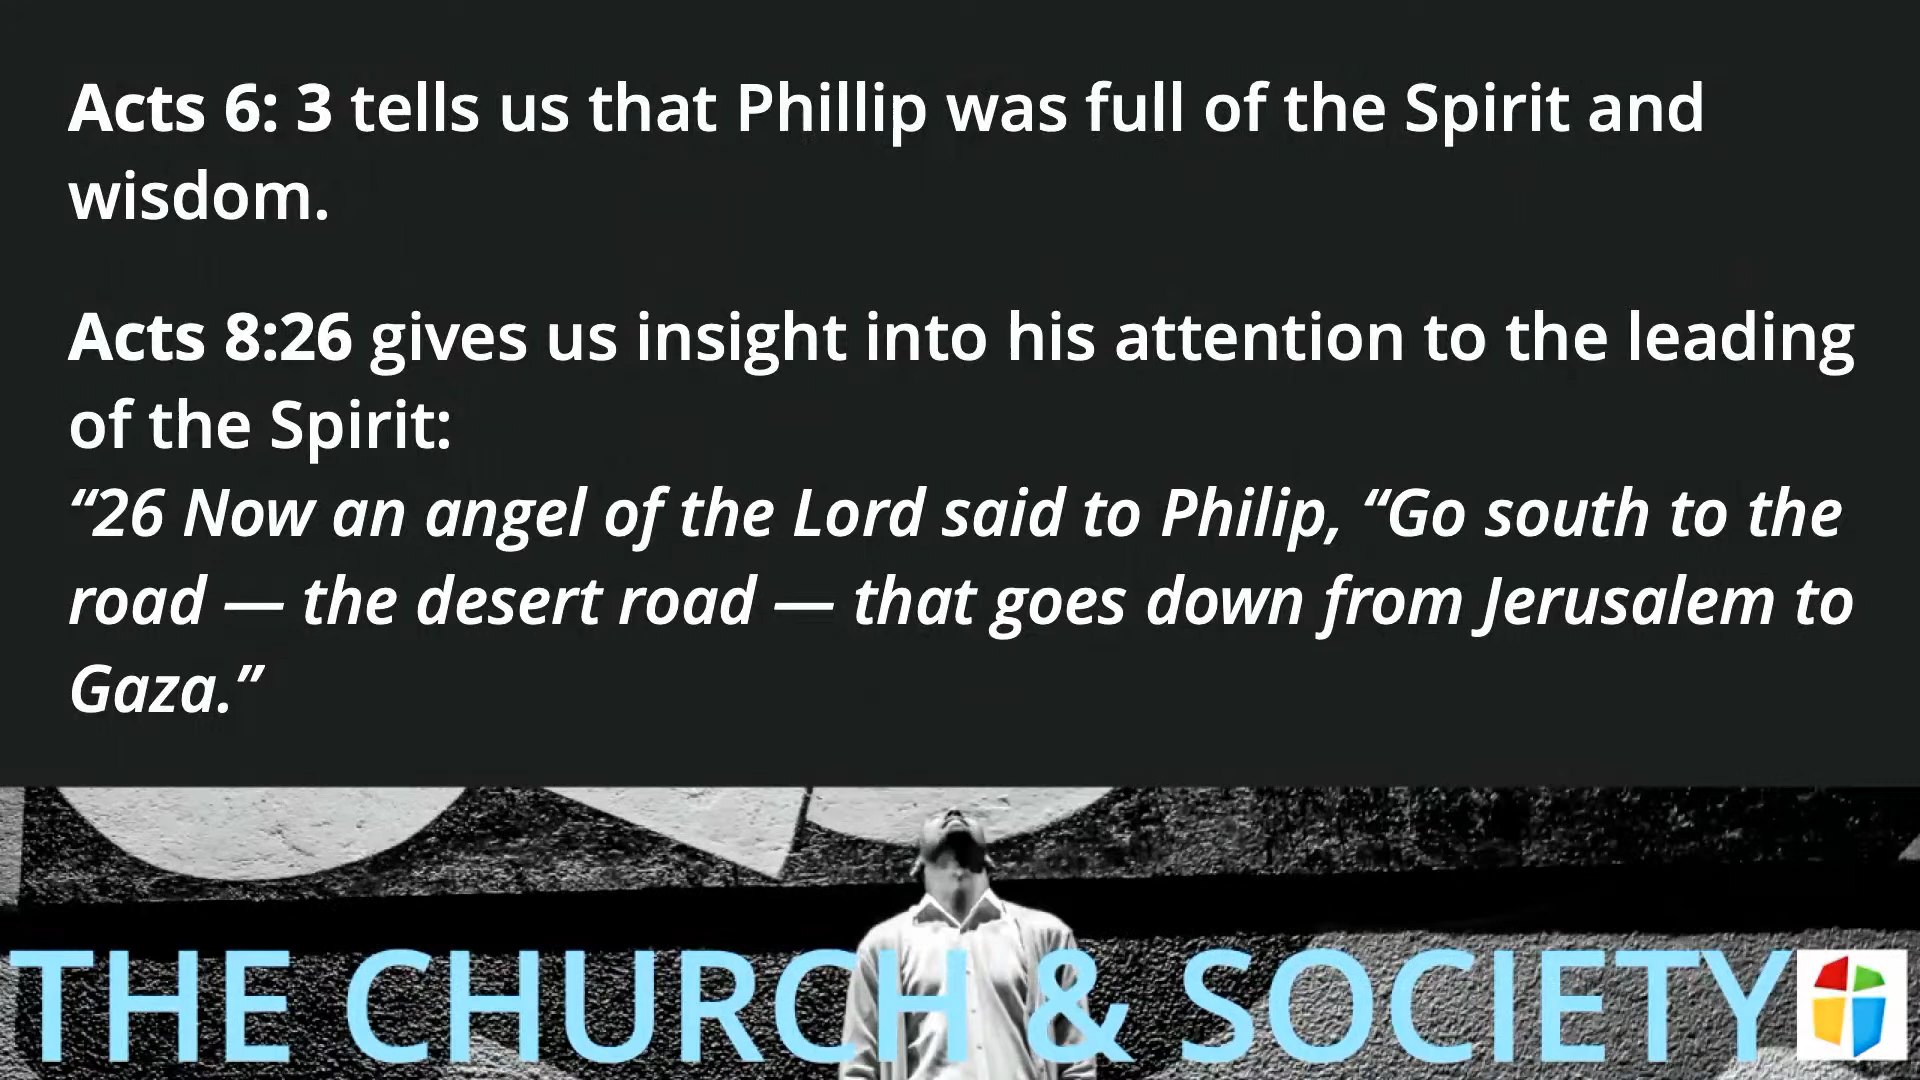 Acts 6: 3 tells us that Phillip was full of the Spirit and
wisdom.
Acts 8:26 gives us insight into his attention to the leading
of the Spirit:
“26 Now an angel of the Lord said to Philip, “Go south to the
road — the desert road — that goes down from Jerusalem to
Gaza.”
THE CHURCH & SOCIETY